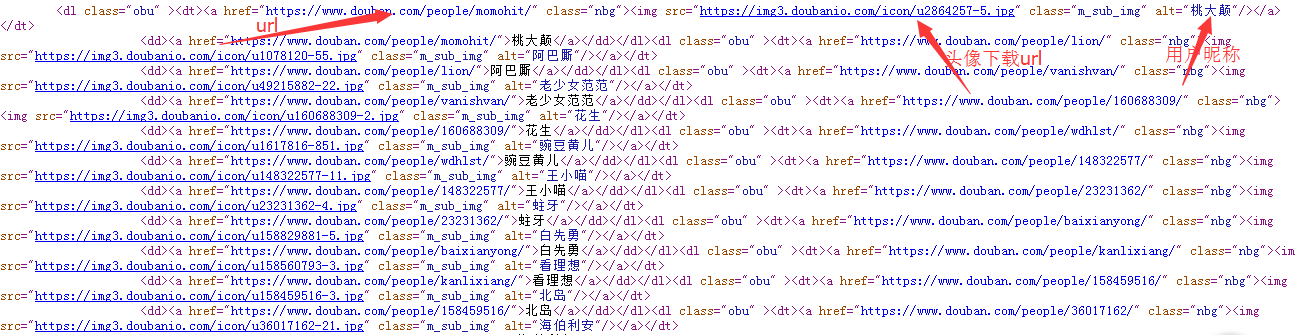 <dl class="obu" ><dt><a href="https://www.douban.com/people/momohit/" class="nbg"><img src="https://img3.doubanio.com/icon/u2864257-5.jpg" class="m_sub_img" alt="桃大颠"/></a>
</dt>
url
头像下载url
用户昵称
<dd><a href="https://www.douban.com/people/momohit/">桃大颠</a></dd></dl><dl class="obu" ><dt><a href="https://www.douban.com/people/lion/" class="nbg"><img
src="https://img3.doubanio.com/icon/u1078120-55.jpg" class="m_sub_img" alt="阿巴厮"/></a></dt>
<dd><a href="https://www.douban.com/people/lion/">阿巴厮</a></dd></dl><dl class="obu" ><dt><a href="https://www.douban.com/people/vanishvan/" class="nbg"><img
src="https://img3.doubanio.com/icon/u49215882-22.jpg" class="m_sub_img" alt="老少女范范"/></a></dt>
<dd><a href="https://www.douban.com/people/vanishvan/">老少女范范</a></dd></dl><dl class="obu" ><dt><a href="https://www.douban.com/people/160688309/" class="nbg">
<img src="https://img3.doubanio.com/icon/u160688309-2.jpg" class="m_sub_img" alt="花生"/></a></dt>
<dd><a href="https://www.douban.com/people/160688309/">花生</a></dd></dl><dl class="obu" ><dt><a href="https://www.douban.com/people/wdhlst/" class="nbg"><img
src="https://img3.doubanio.com/icon/u1617816-851.jpg" class="m_sub_img" alt="豌豆黄儿"/></a></dt>
<dd><a href="https://www.douban.com/people/wdhlst/">豌豆黄儿</a></dd></dl><dl class="obu" ><dt><a href="https://www.douban.com/people/148322577/" class="nbg"><img
src="https://img3.doubanio.com/icon/u148322577-11.jpg" class="m_sub_img" alt="王小喵"/></a></dt>
<dd><a href="https://www.douban.com/people/148322577/">王小喵</a></dd></dl><dl class="obu" ><dt><a href="https://www.douban.com/people/23231362/" class="nbg"><img
src="https://img3.doubanio.com/icon/u23231362-4.jpg" class="m_sub_img" alt="蛀牙"/></a></dt>
<dd><a href="https://www.douban.com/people/23231362/">蛀牙</a></dd></dl><dl class="obu" ><dt><a href="https://www.douban.com/people/baixianyong/" class="nbg"><img
src="https://img3.doubanio.com/icon/u158829881-5.jpg" class="m_sub_img" alt="白先勇"/></a></dt>
<dd><a href="https://www.douban.com/people/baixianyong/">白先勇</a></dd></dl><dl class="obu" ><dt><a href="https://www.douban.com/people/kanlixiang/" class="nbg"><img
src="https://img3.doubanio.com/icon/u158560793-3.jpg" class="m_sub_img" alt="看理想"/></a></dt>
<dd><a href="https://www.douban.com/people/kanlixiang/">看理想</a></dd></dl><dl class="obu" ><dt><a href="https://www.douban.com/people/158459516/" class="nbg"><img
src="https://img3.doubanio.com/icon/u158459516-3.jpg" class="m_sub_img" alt="北岛"/></a></dt>
<dd><a href="https://www.douban.com/people/158459516/">北岛</a></dd></dl><dl class="obu" ><dt><a href="https://www.douban.com/people/36017162/" class="nbg"><img
src="https://img3.doubanio.com/icon/u36017162-21.jpg" class="m_sub_img" alt="海伯利安"/></a></dt>